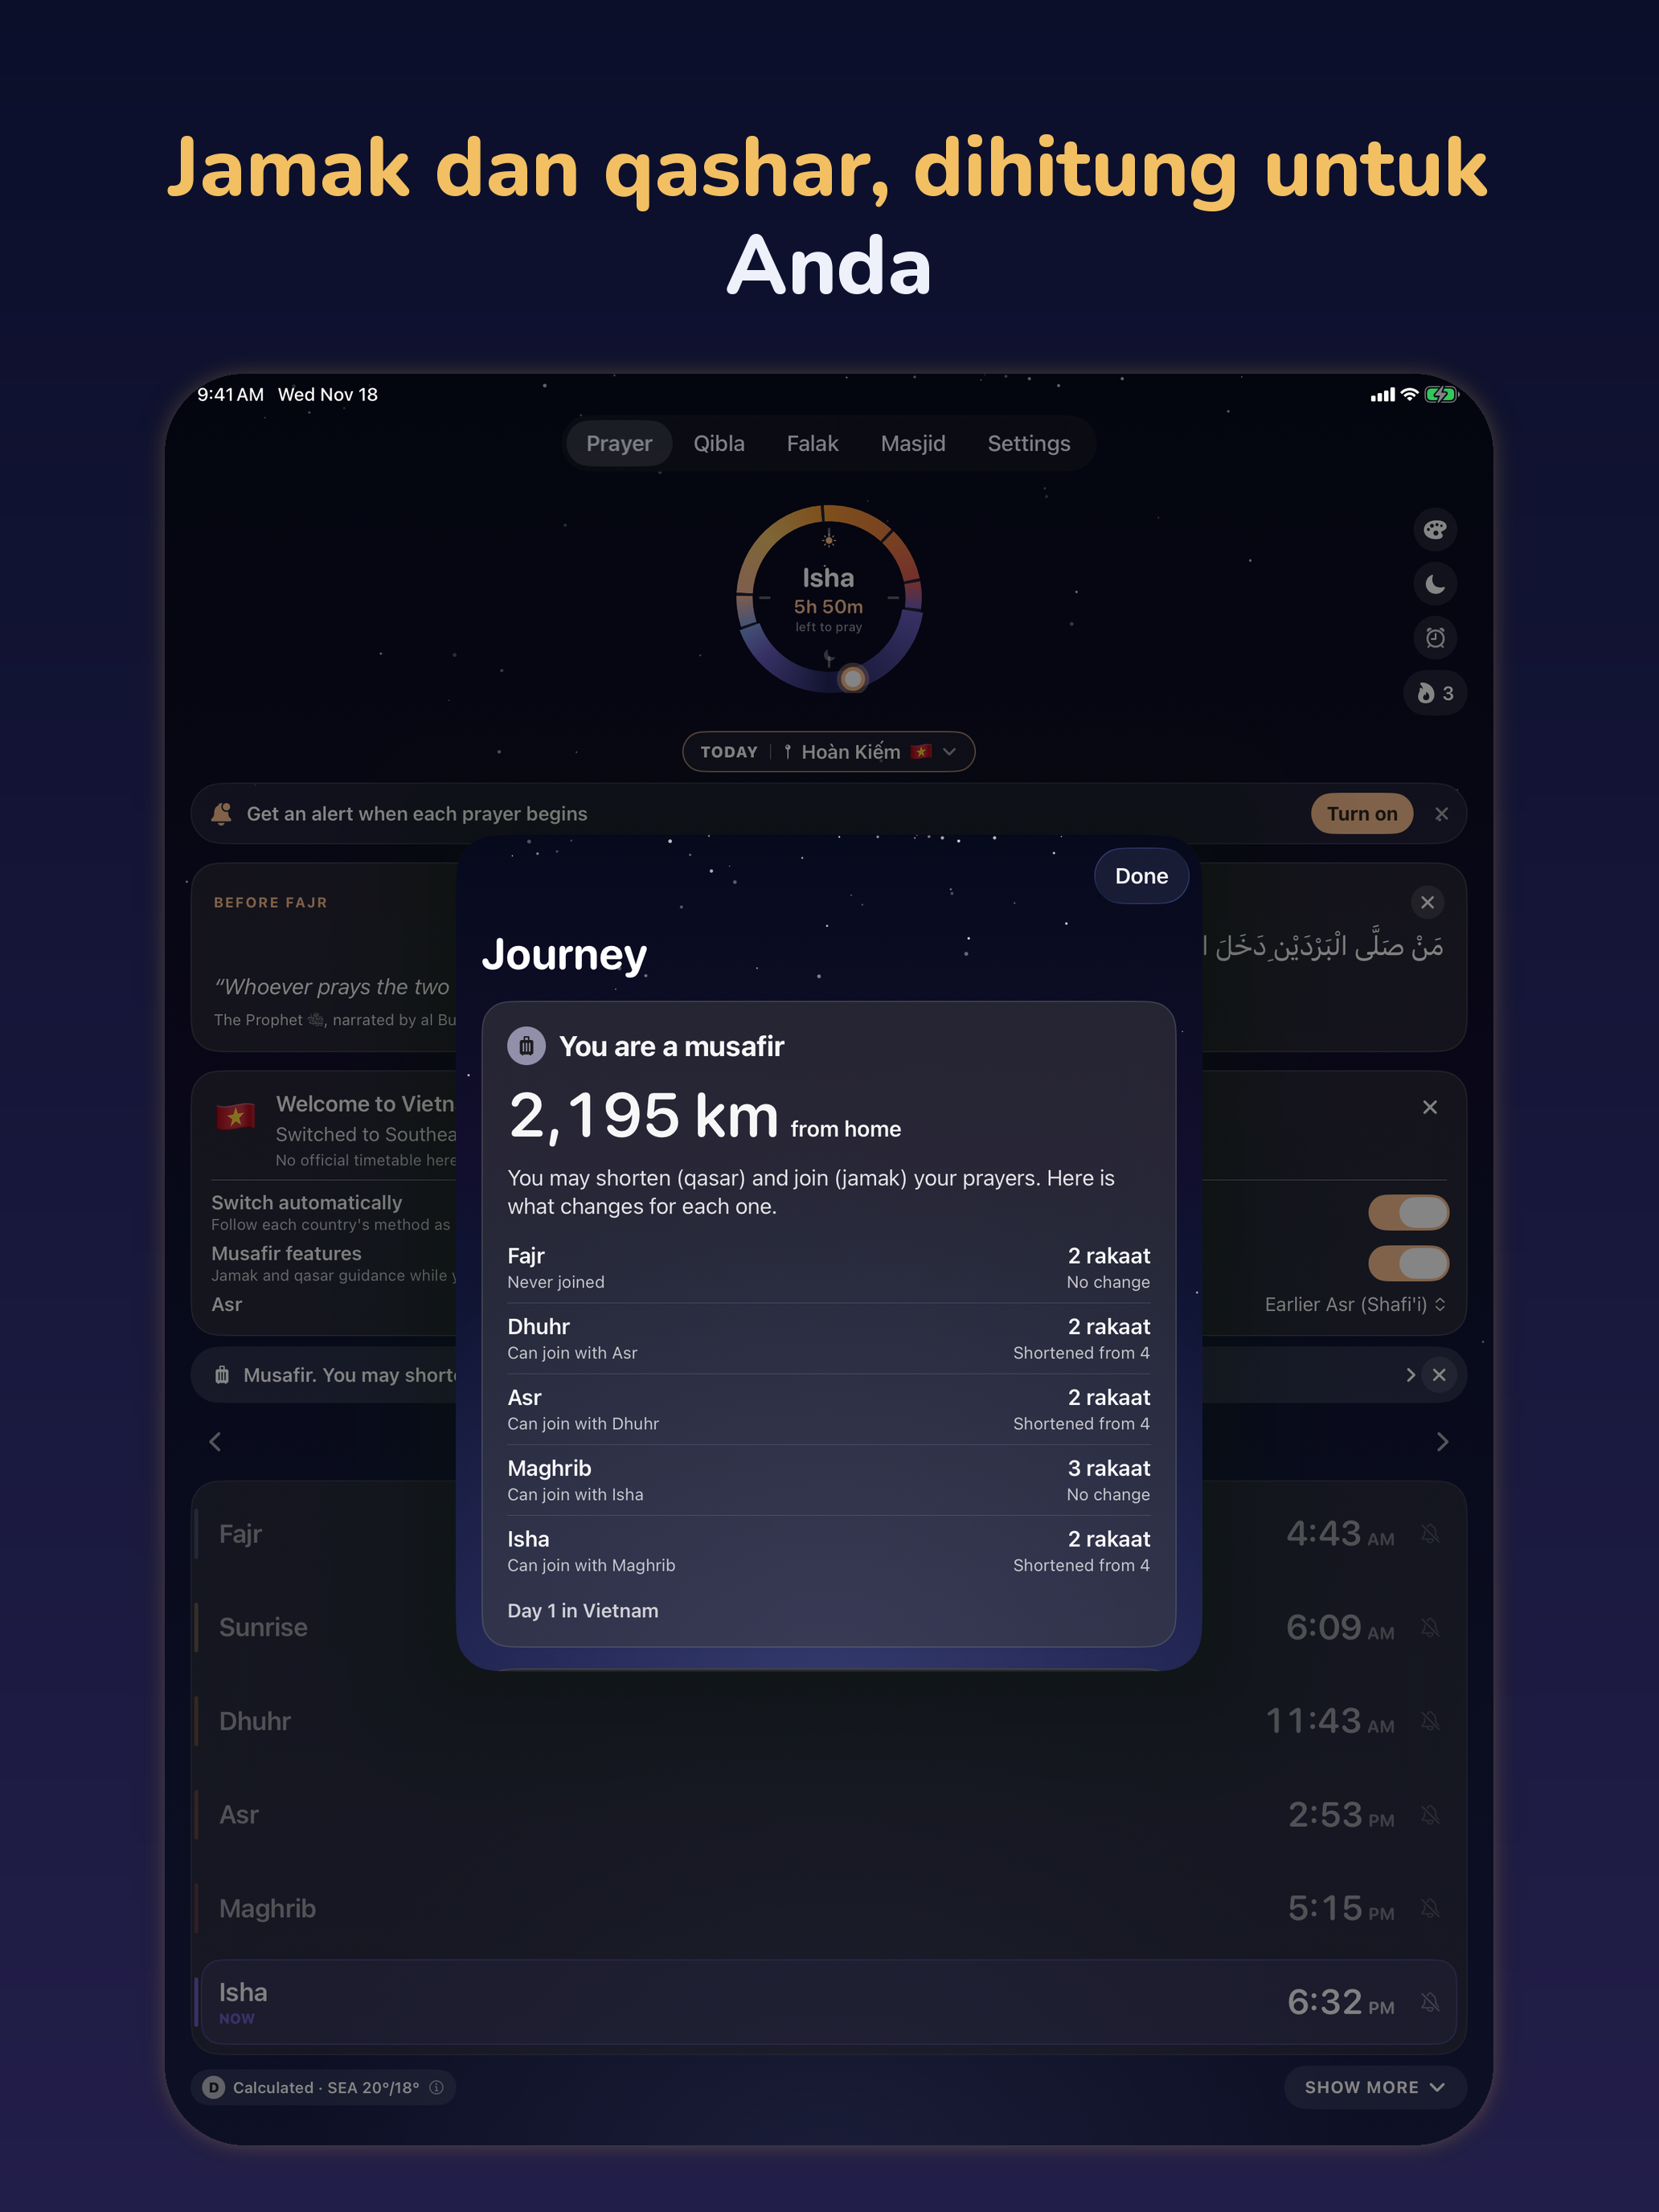 Jamak dan qashar, dihitung untuk
Anda
9:41 AM Wed Nov 18
Prayer Qibla Falak Masjid Settings
Isha
5h 50m
left to pray
3
TODAY Hoàn Kiếm
Get an alert when each prayer begins Turn on
Done
BEFORE FAJR
مَنْ صَلَّى الْبَرْدَيْنِ دَخَلَ
“Whoever prays the two
The Prophet ﷺ, narrated by al Bu
Journey
You are a musafir
2,195 km from home
You may shorten (qasar) and join (jamak) your prayers. Here is
what changes for each one.
Fajr 2 rakaat
Never joined No change
Dhuhr 2 rakaat
Can join with Asr Shortened from 4
Asr 2 rakaat
Can join with Dhuhr Shortened from 4
Maghrib 3 rakaat
Can join with Isha No change
Isha 2 rakaat
Can join with Maghrib Shortened from 4
Day 1 in Vietnam
Welcome to Vietn
Switched to Southea
No official timetable here
Switch automatically
Follow each country's method as
Musafir features
Jamak and qasar guidance while y
Asr Earlier Asr (Shafi'i)
Musafir. You may shorte
Fajr 4:43 AM
Sunrise 6:09 AM
Dhuhr 11:43 AM
Asr 2:53 PM
Maghrib 5:15 PM
Isha 6:32 PM
NOW
D Calculated · SEA 20°/18°
SHOW MORE